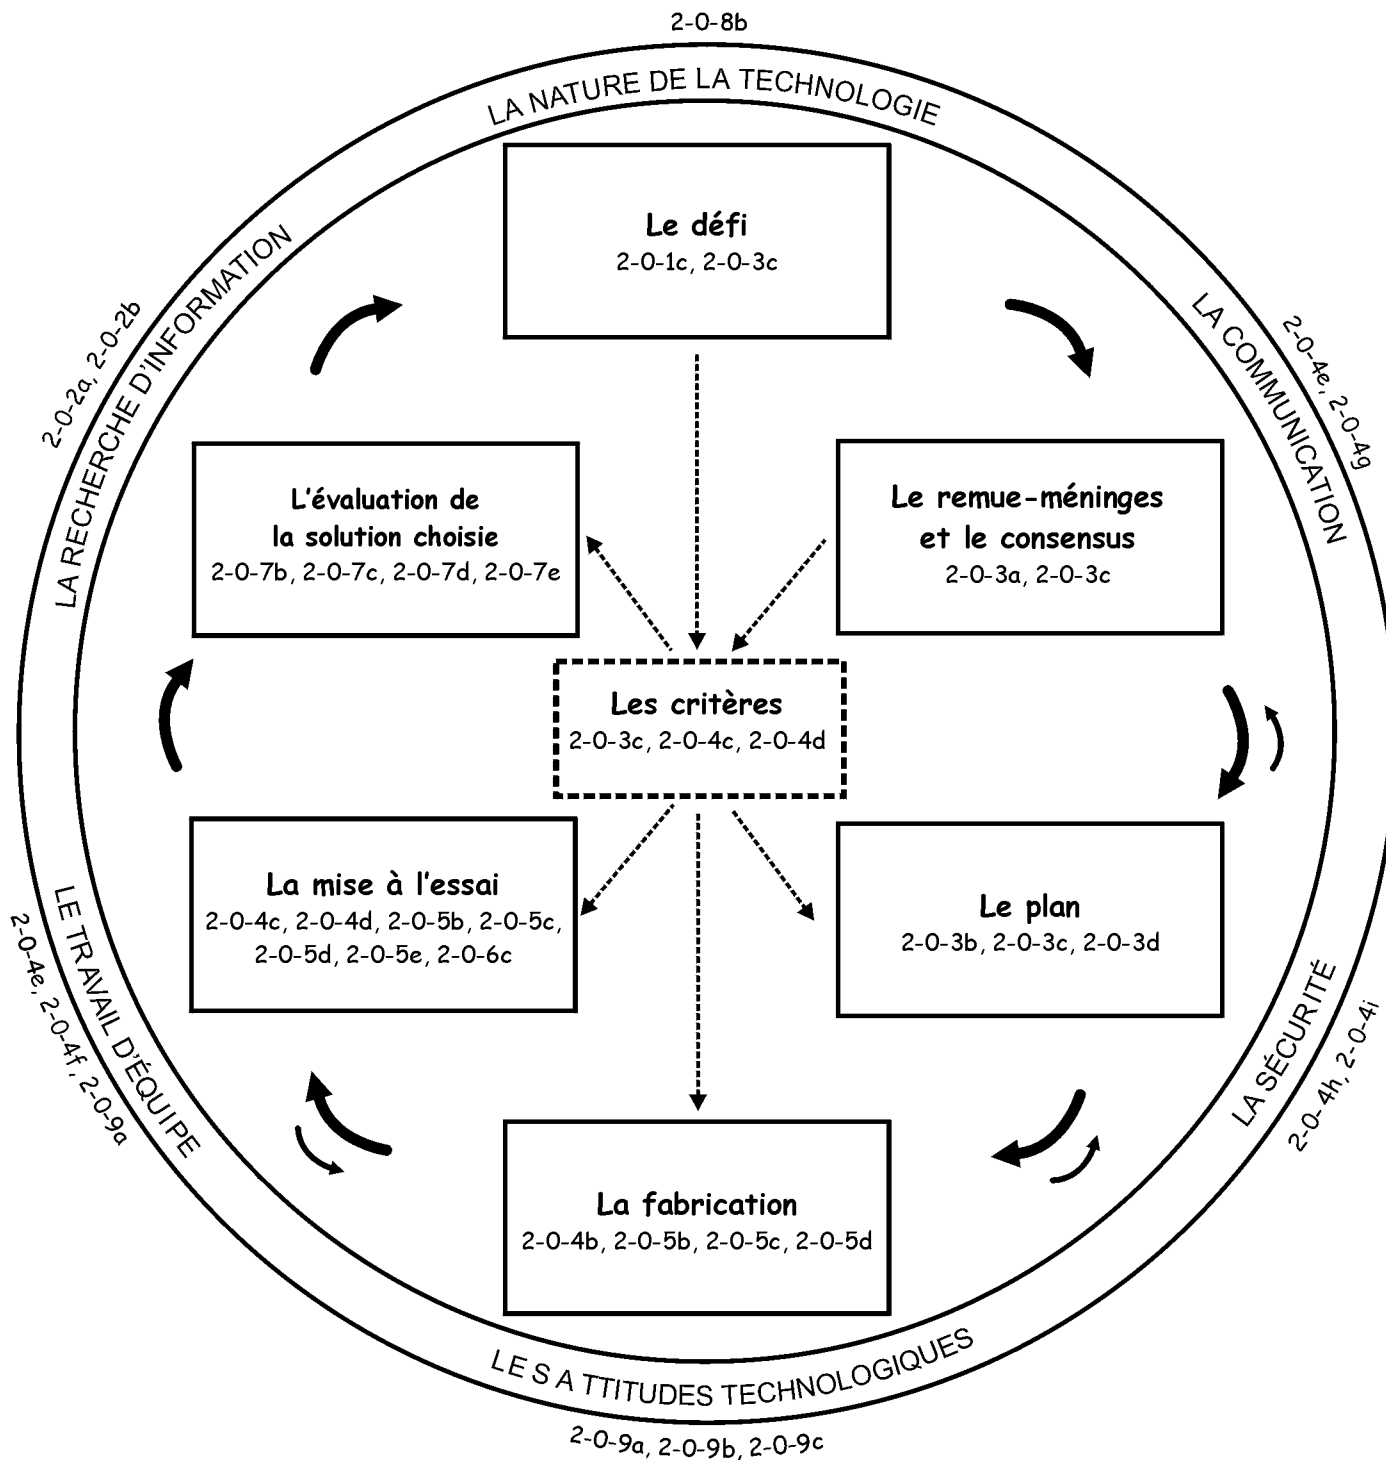 2-0-8b
LA NATURE DE LA TECHNOLOGIE
Le défi
2-0-1c, 2-0-3c
LA RECHERCHE D'INFORMATION
2-0-2a, 2-0-2b
LA COMMUNICATION
2-0-4e, 2-0-4g
L'évaluation de
la solution choisie
2-0-7b, 2-0-7c, 2-0-7d, 2-0-7e
Le remue-méninges
et le consensus
2-0-3a, 2-0-3c
Les critères
2-0-3c, 2-0-4c, 2-0-4d
La mise à l'essai
2-0-4c, 2-0-4d, 2-0-5b, 2-0-5c,
2-0-5d, 2-0-5e, 2-0-6c
Le plan
2-0-3b, 2-0-3c, 2-0-3d
LE TRAVAIL D'ÉQUIPE
2-0-4e, 2-0-4f, 2-0-9a
LA SÉCURITÉ
2-0-4h, 2-0-4i
La fabrication
2-0-4b, 2-0-5b, 2-0-5c, 2-0-5d
LES ATTITUDES TECHNOLOGIQUES
2-0-9a, 2-0-9b, 2-0-9c